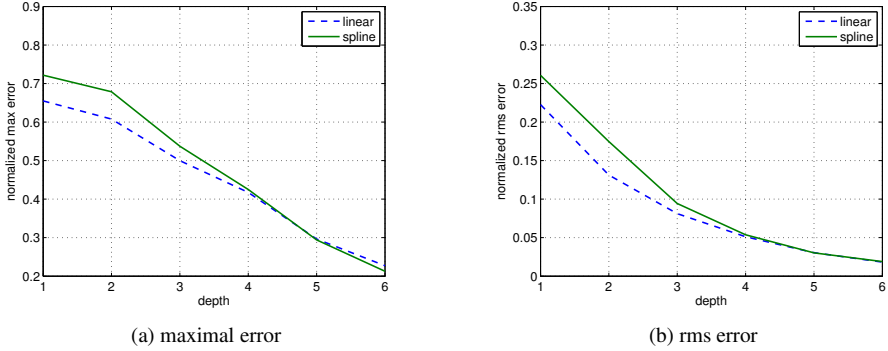 0.9
0.8
0.7
0.6
0.5
0.4
0.3
0.2
1 2 3 4 5 6
depth
normalized max error
linear
spline
(a) maximal error
0.35
0.3
0.25
0.2
0.15
0.1
0.05
0
1 2 3 4 5 6
depth
normalized rms error
linear
spline
(b) rms error